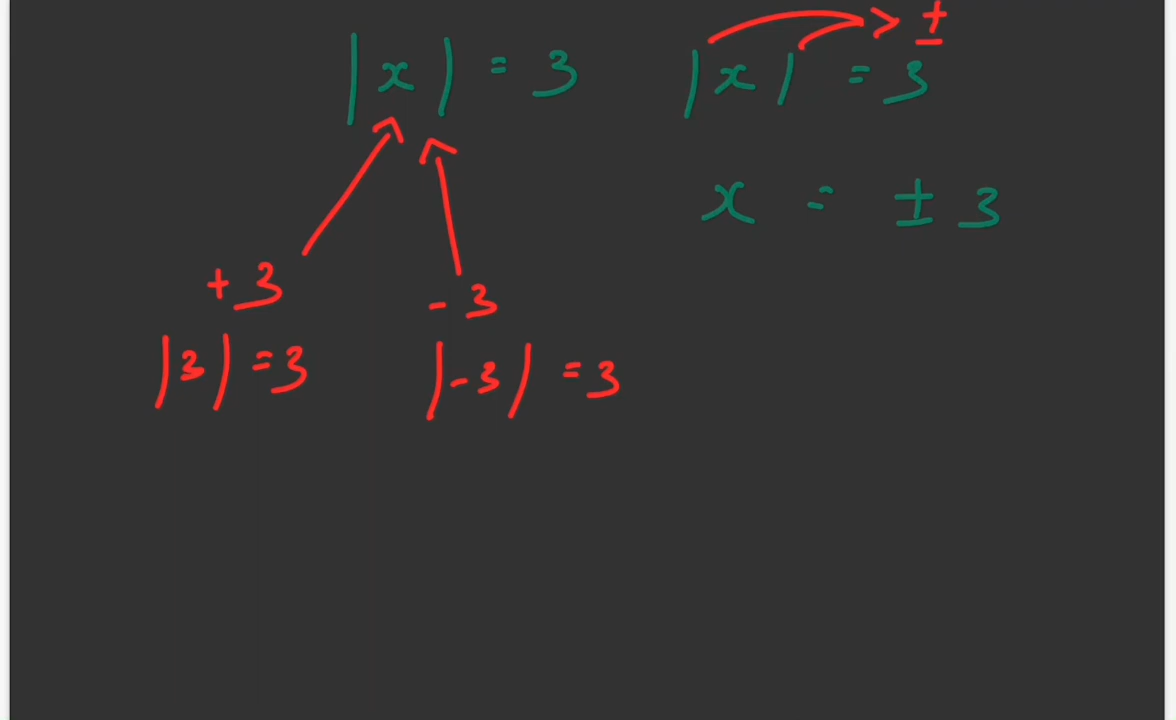 ±
|x| = 3 |x| = 3
x = ± 3
+3 -3
|3| = 3 |-3| = 3